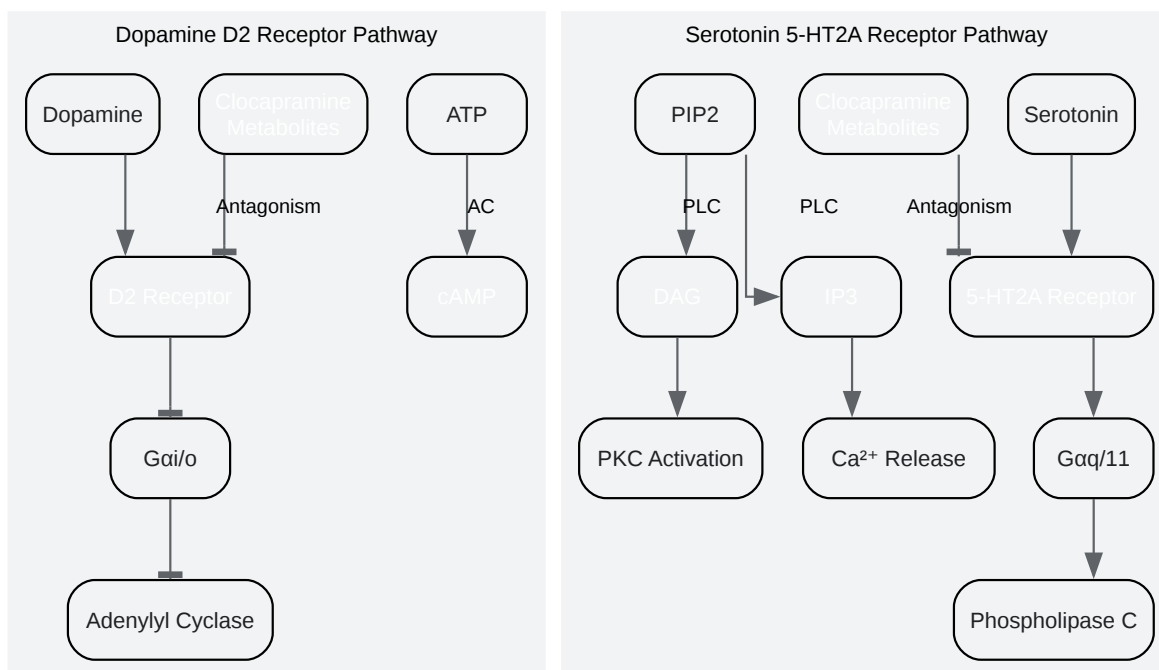 Dopamine D2 Receptor Pathway
Dopamine
Clocapramine
Metabolites
ATP
Antagonism
AC
D2 Receptor
cAMP
Gαi/o
Adenylyl Cyclase
Serotonin 5-HT2A Receptor Pathway
PIP2
Clocapramine
Metabolites
Serotonin
PLC
PLC
Antagonism
DAG
IP3
5-HT2A Receptor
PKC Activation
Ca²⁺ Release
Gαq/11
Phospholipase C